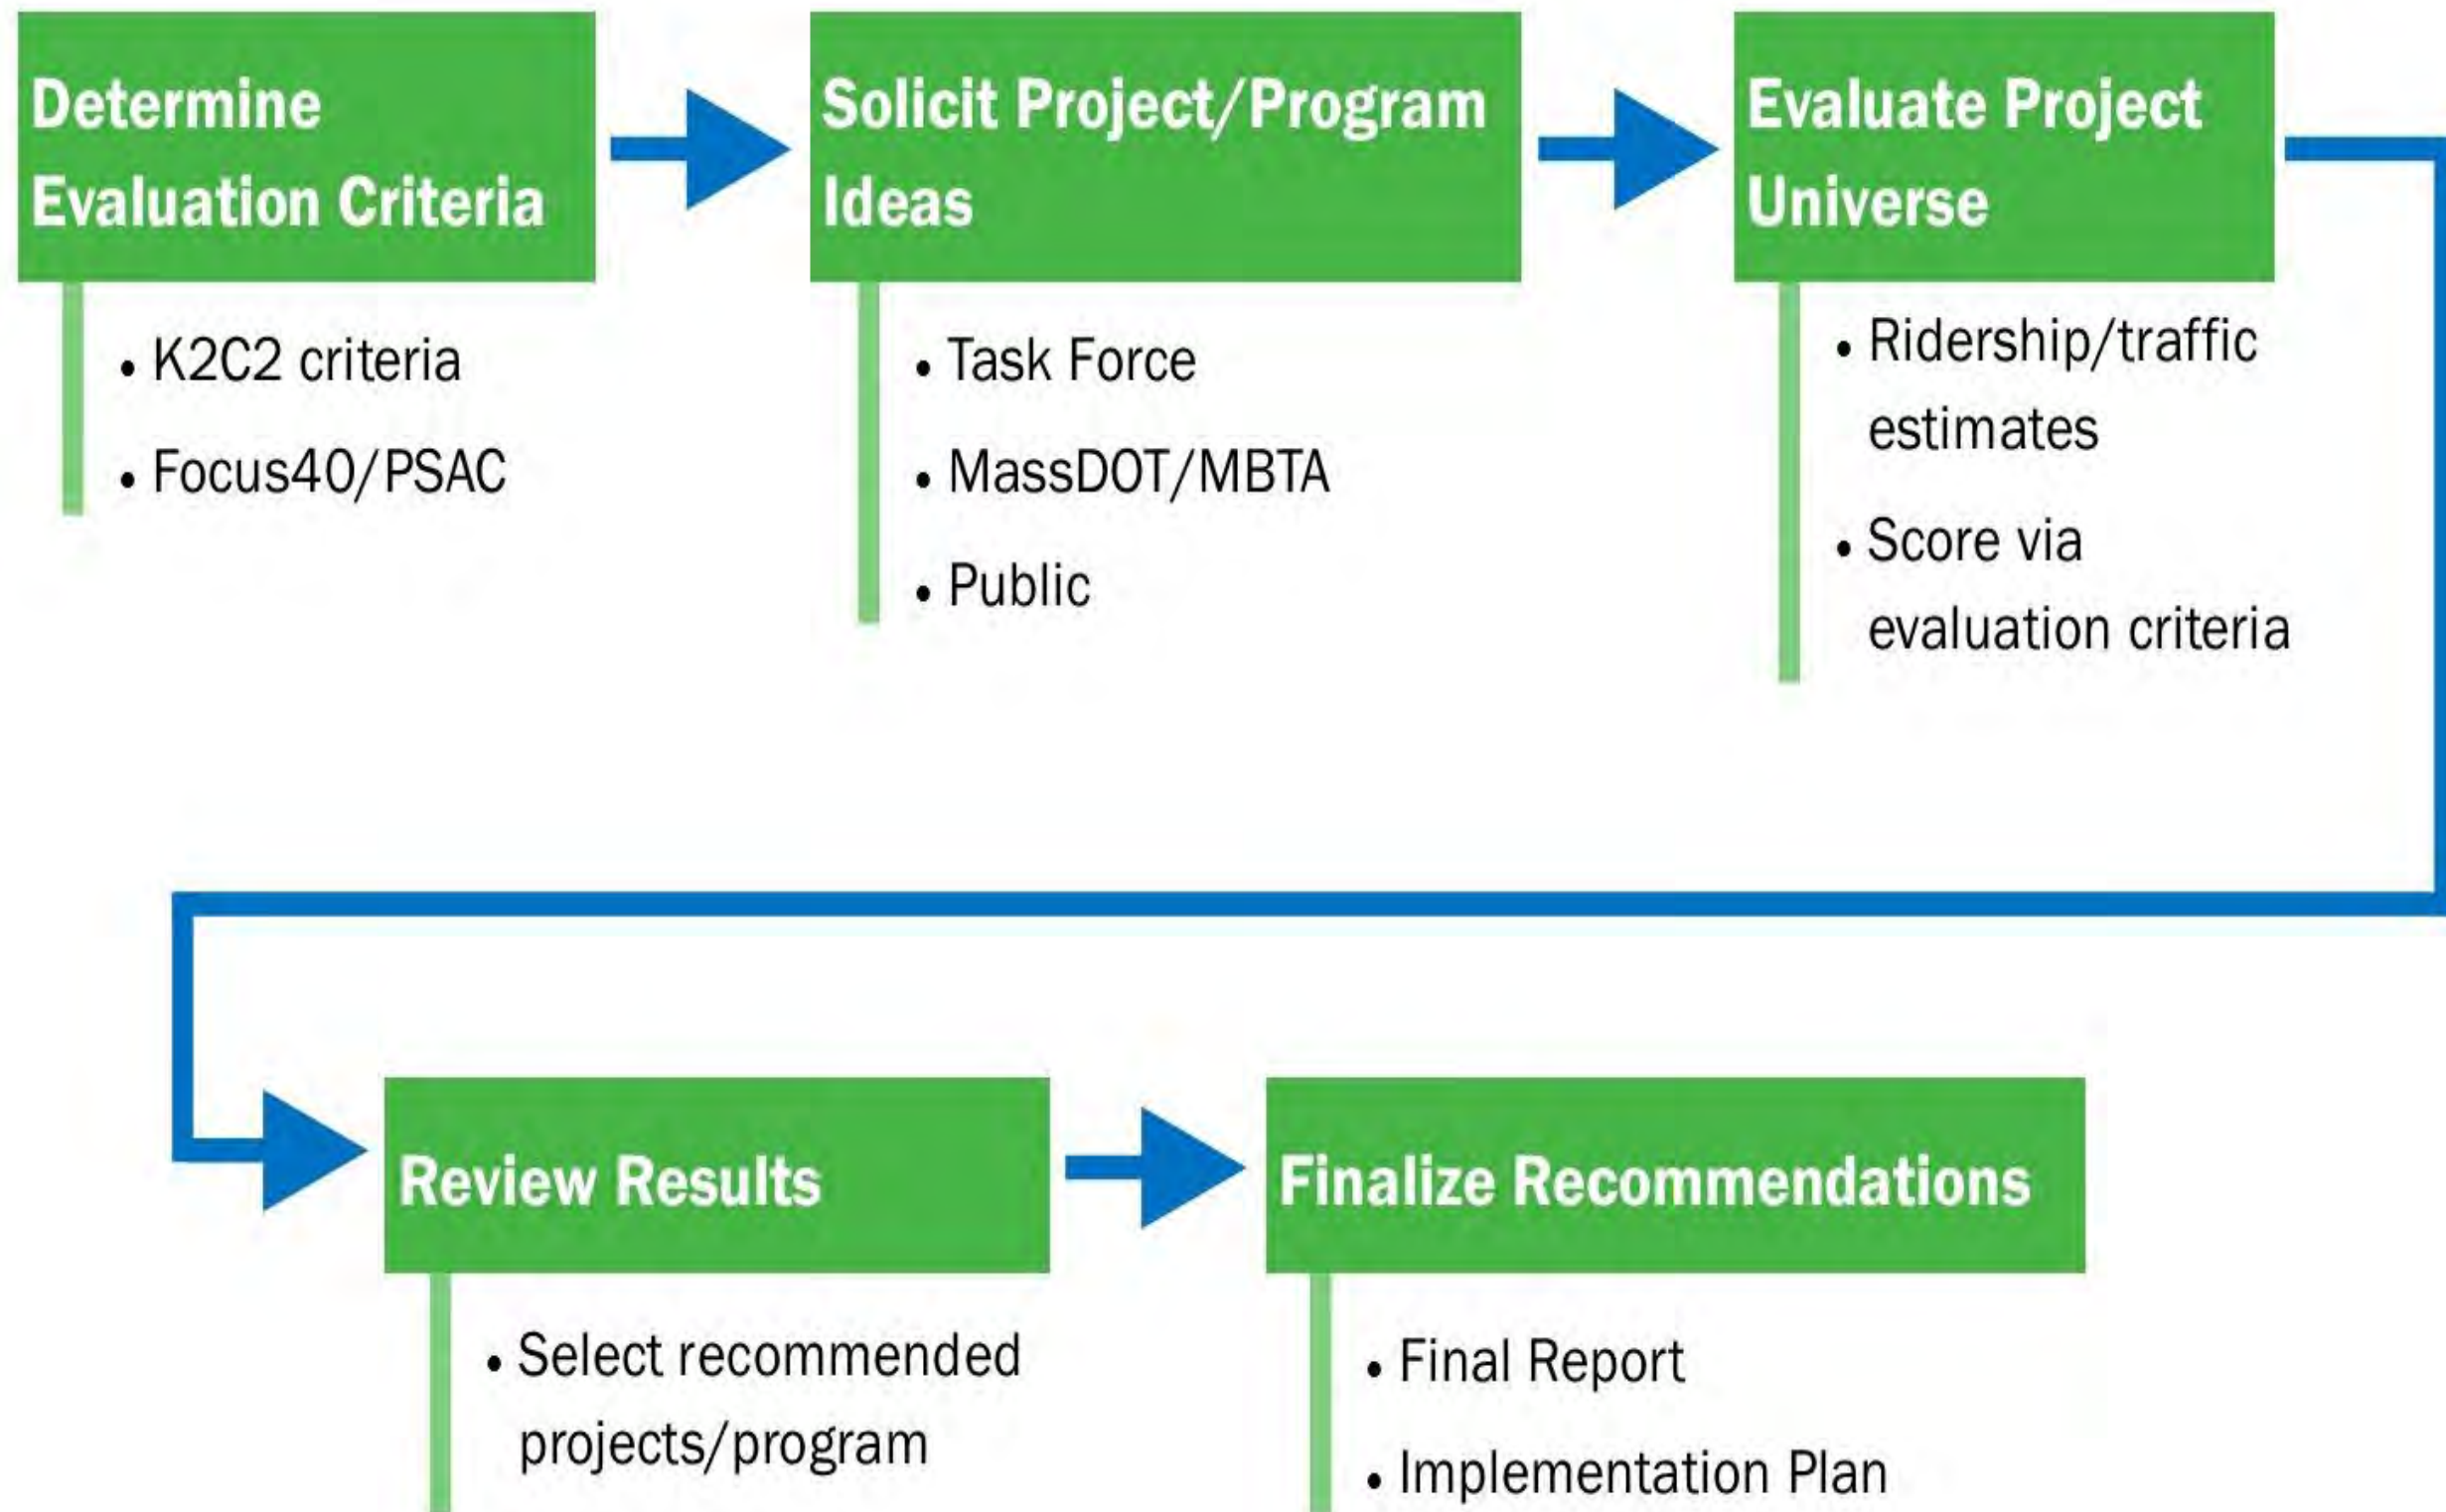 Determine
Evaluation Criteria
• K2C2 criteria
• Focus40/PSAC
Solicit Project/Program
Ideas
• Task Force
• MassDOT/MBTA
• Public
Evaluate Project
Universe
• Ridership/traffic
estimates
• Score via
evaluation criteria
Review Results
• Select recommended
projects/program
Finalize Recommendations
• Final Report
• Implementation Plan